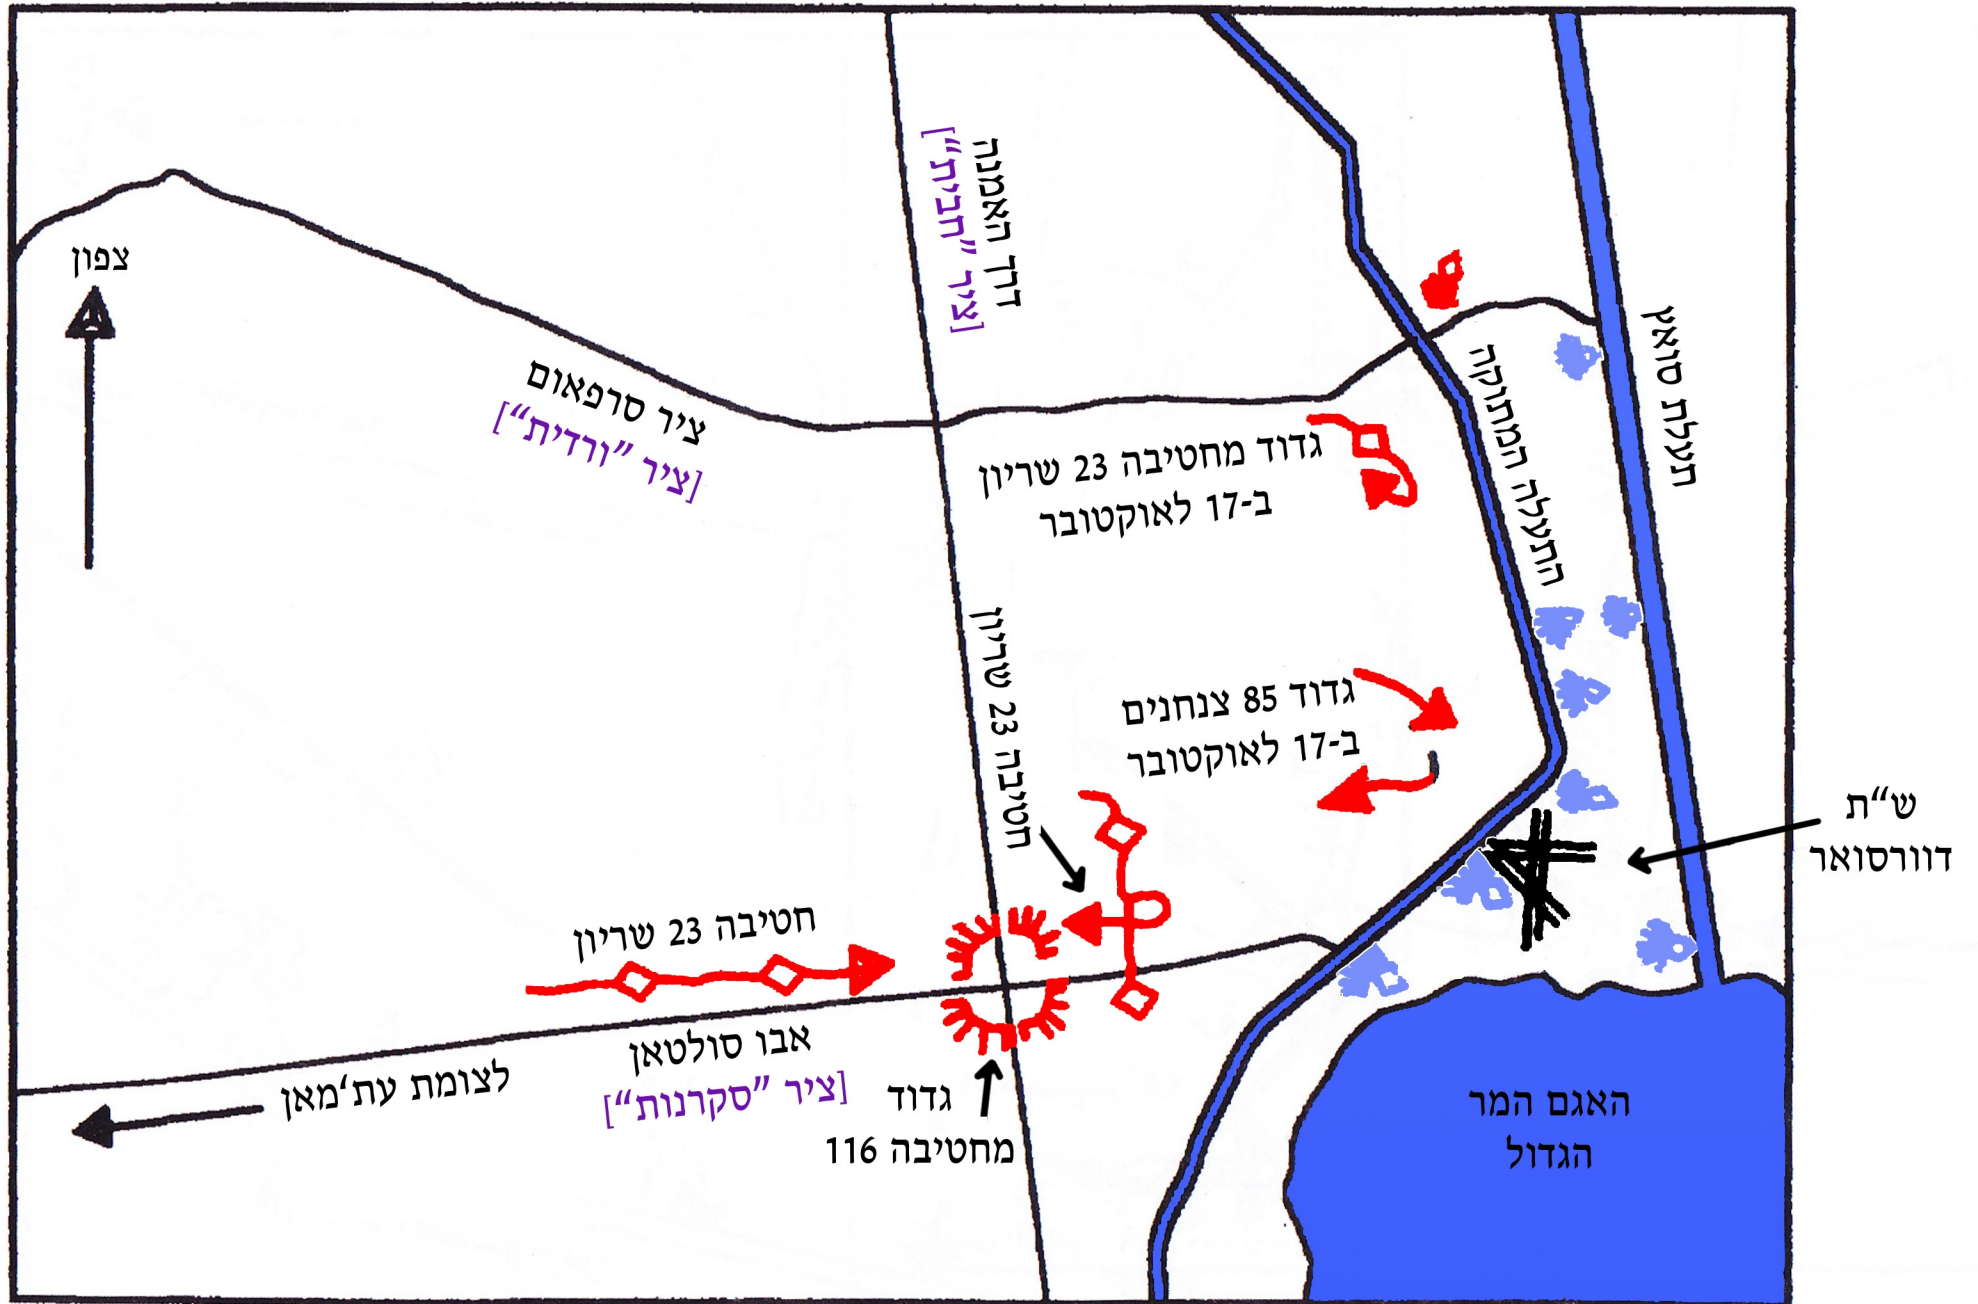 דרך האמנה
[ציר "חבית"]
צפון
ציר סרפאום
[ציר "ורדית"]
תעלת סואץ
התעלה המתוקה
גדוד מחטיבה 23 שריון
ב-17 לאוקטובר
חטיבה 23 שריון
גדוד 85 צנחנים
ב-17 לאוקטובר
ש"ת
דוורסואר
חטיבה 23 שריון
אבו סולטאן
[ציר "סקרנות"]
לצומת עת'מאן
גדוד
מחטיבה 116
האגם המר
הגדול